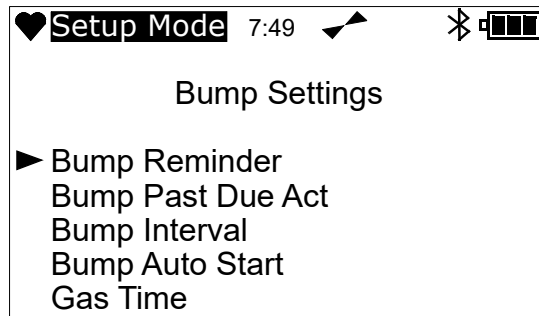 Setup Mode 7:49
Bump Settings
Bump Reminder
Bump Past Due Act
Bump Interval
Bump Auto Start
Gas Time